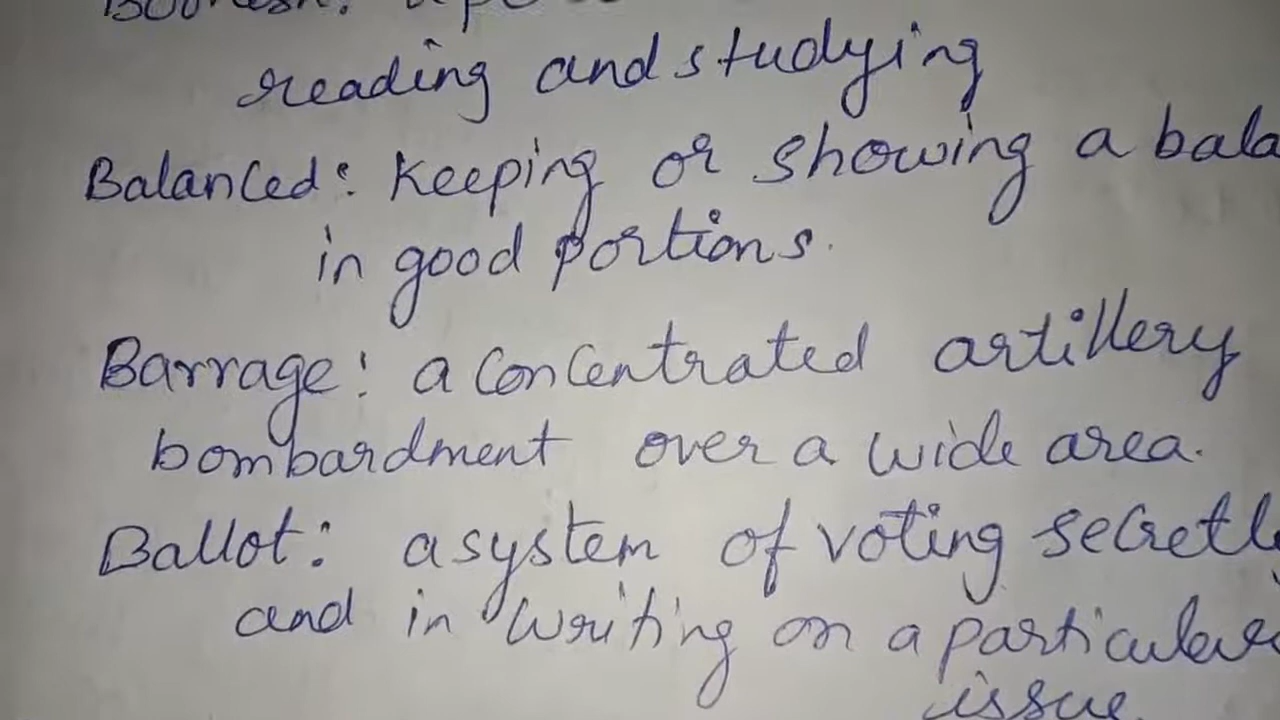 reading and studying
Balanced: Keeping or showing a bala
in good portions.
Barrage: a concentrated artillery
bombardment over a wide area.
Ballot: a system of voting secretl
and in writing on a particular
issue.